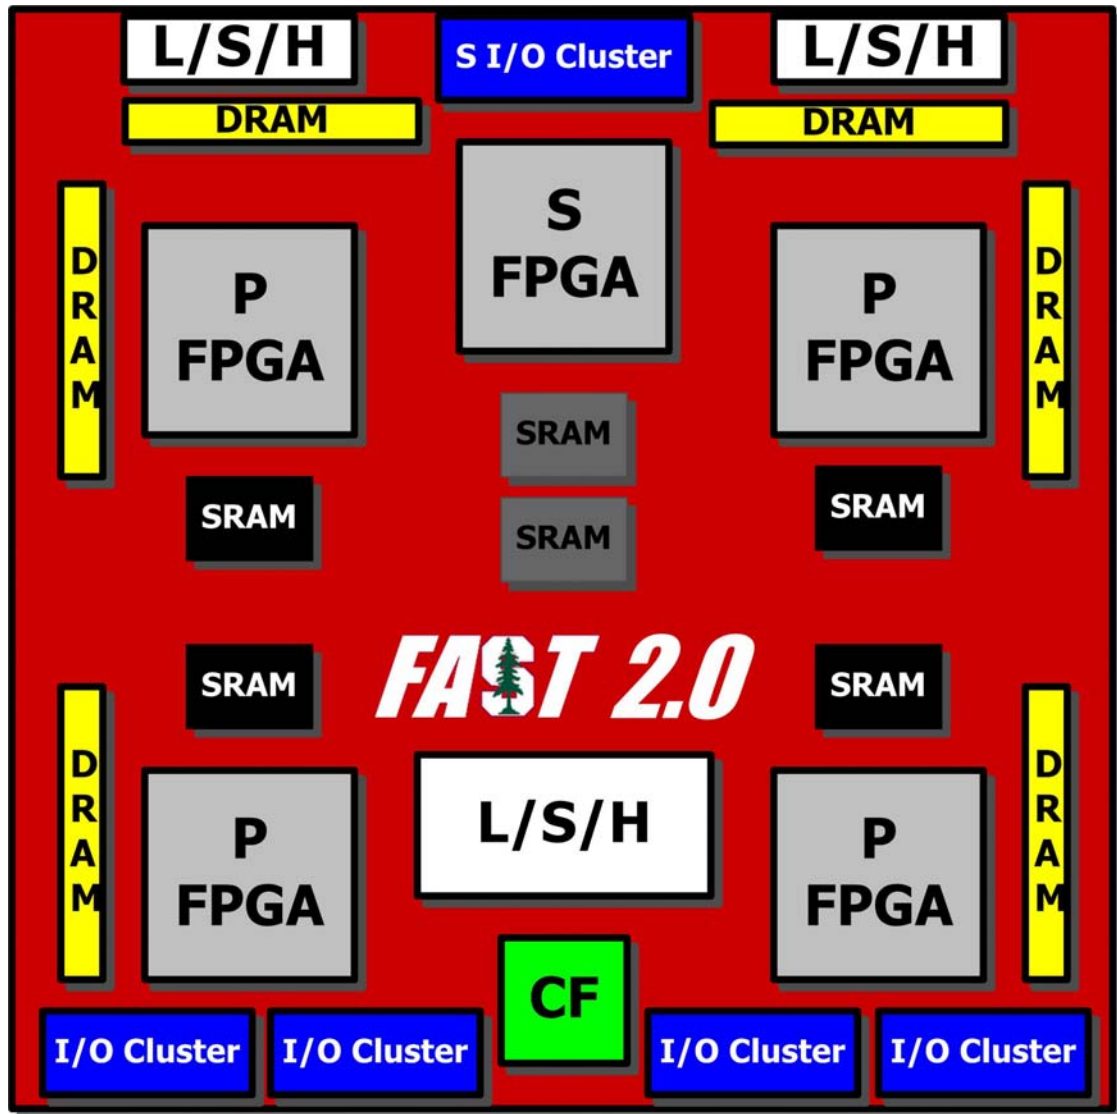 L/S/H
S I/O Cluster
L/S/H
DRAM
DRAM
S
FPGA
D
R
A
M
P
FPGA
P
FPGA
D
R
A
M
SRAM
SRAM
SRAM
SRAM
FAST 2.0
SRAM
SRAM
D
R
A
M
P
FPGA
L/S/H
P
FPGA
D
R
A
M
CF
I/O Cluster
I/O Cluster
I/O Cluster
I/O Cluster